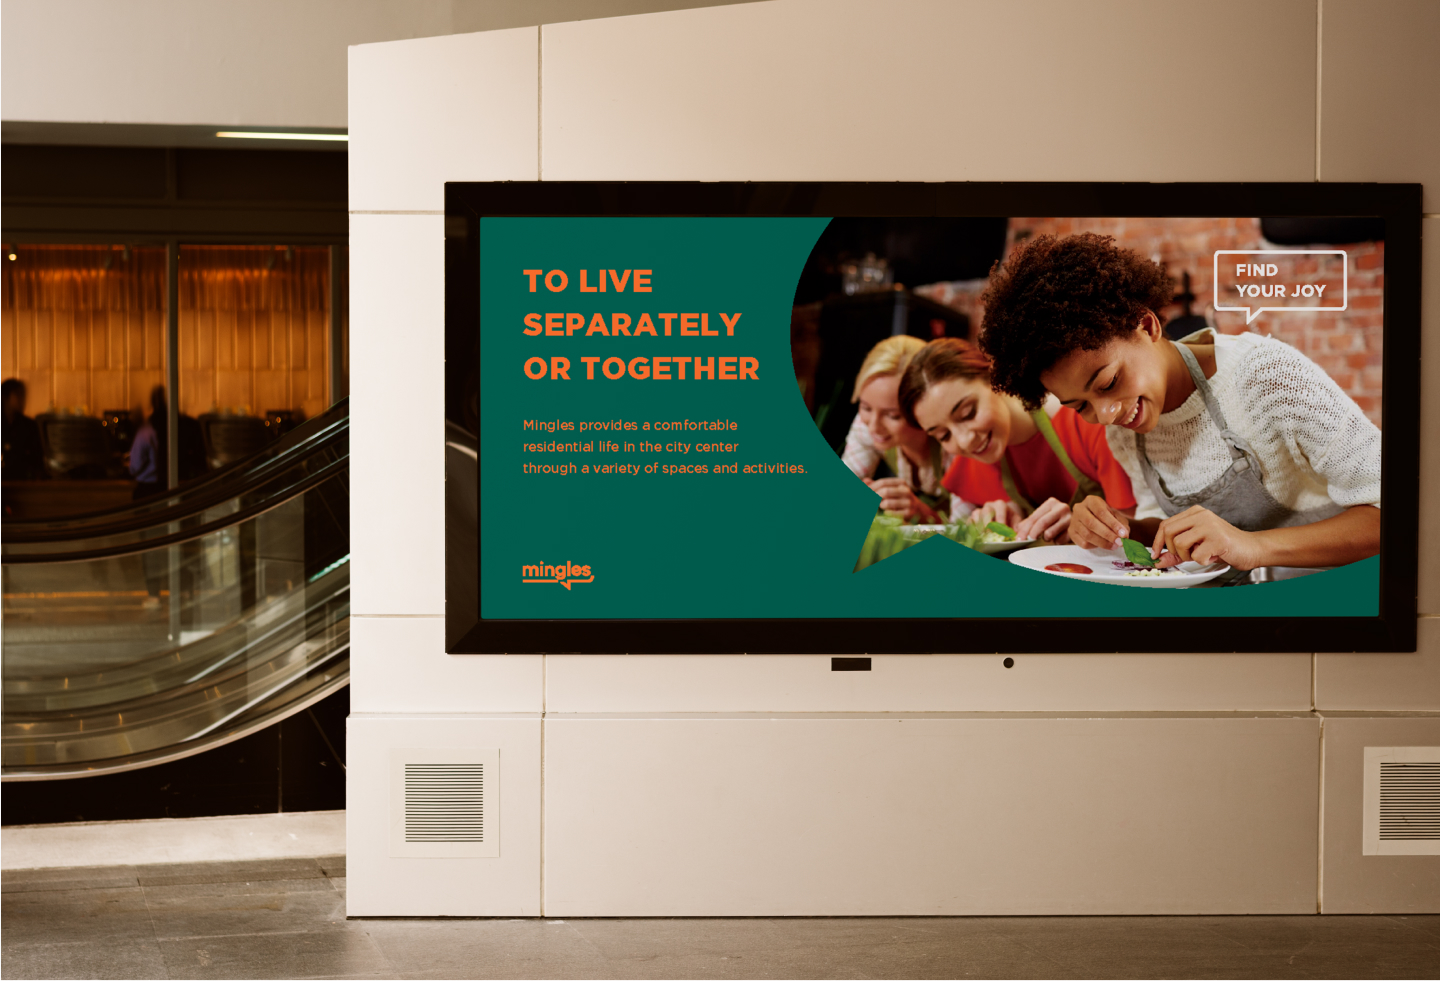 TO LIVE
SEPARATELY
OR TOGETHER
Mingles provides a comfortable
residential life in the city center
through a variety of spaces and activities.
mingles
FIND
YOUR JOY